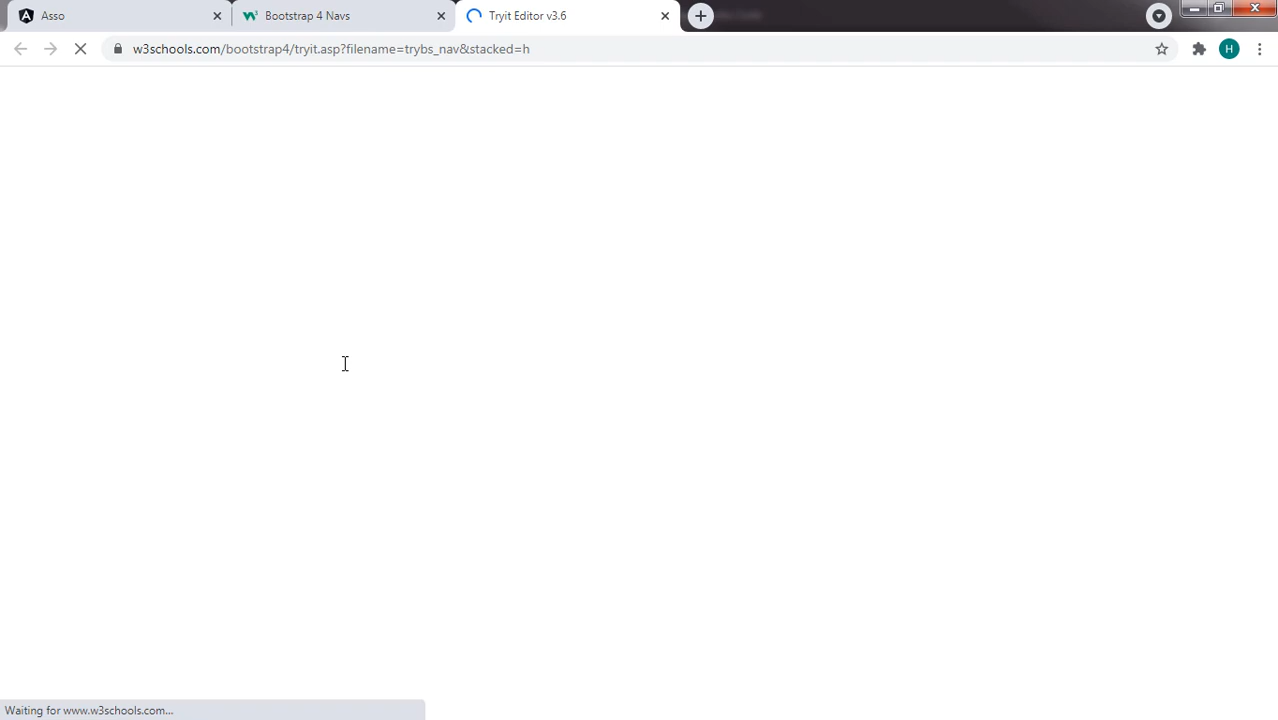 Asso
Bootstrap 4 Navs
Tryit Editor v3.6
w3schools.com/bootstrap4/tryit.asp?filename=trybs_nav&stacked=h
H
Waiting for www.w3schools.com...